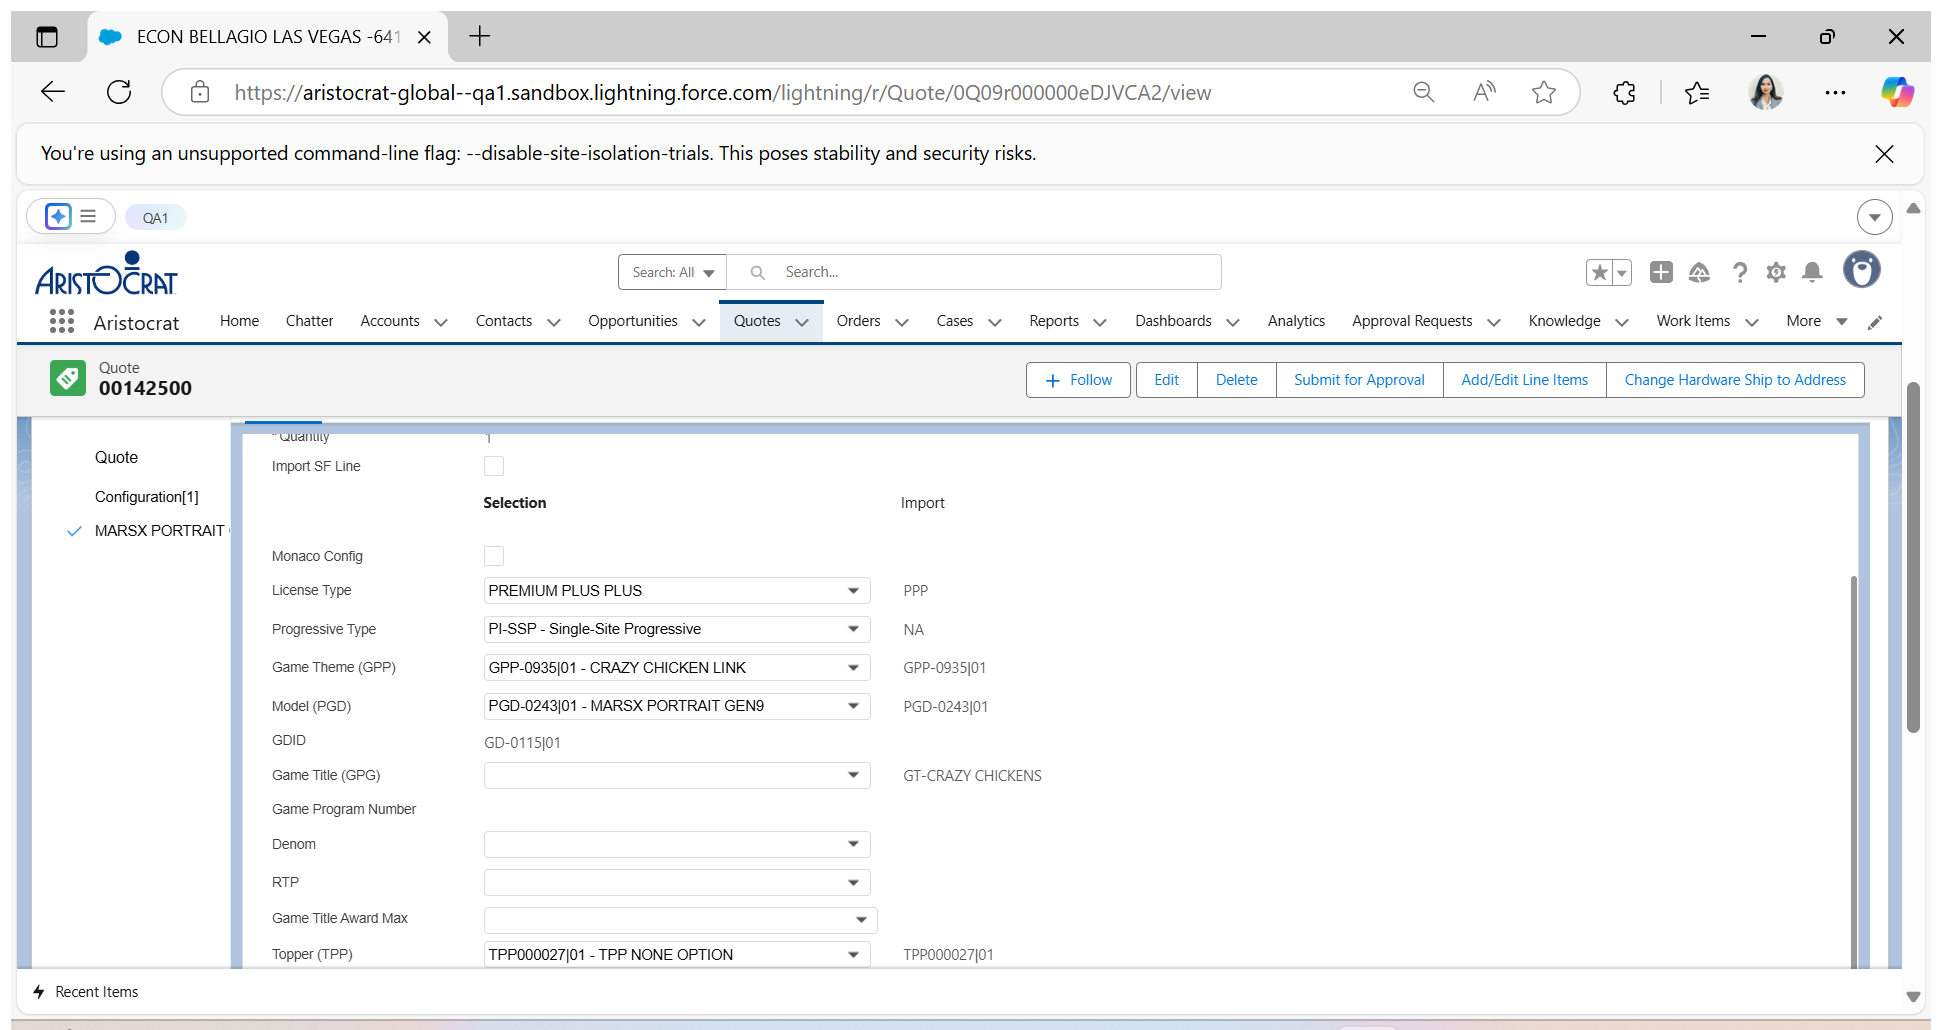 ECON BELLAGIO LAS VEGAS -641
https://aristocrat-global--qa1.sandbox.lightning.force.com/lightning/r/Quote/0Q09r000000eDJVCA2/view
You're using an unsupported command-line flag: --disable-site-isolation-trials. This poses stability and security risks.
QA1
ARISTOCRAT
Search: All
Search...
Aristocrat
Home
Chatter
Accounts
Contacts
Opportunities
Quotes
Orders
Cases
Reports
Dashboards
Analytics
Approval Requests
Knowledge
Work Items
More
Quote
00142500
Follow
Edit
Delete
Submit for Approval
Add/Edit Line Items
Change Hardware Ship to Address
Quote
Configuration[1]
MARSX PORTRAIT
*Quantity 1
Import SF Line
Selection Import
Monaco Config
License Type PREMIUM PLUS PLUS PPP
Progressive Type PI-SSP - Single-Site Progressive NA
Game Theme (GPP) GPP-0935|01 - CRAZY CHICKEN LINK GPP-0935|01
Model (PGD) PGD-0243|01 - MARSX PORTRAIT GEN9 PGD-0243|01
GDID GD-0115|01
Game Title (GPG) GT-CRAZY CHICKENS
Game Program Number
Denom
RTP
Game Title Award Max
Topper (TPP) TPP000027|01 - TPP NONE OPTION TPP000027|01
Recent Items